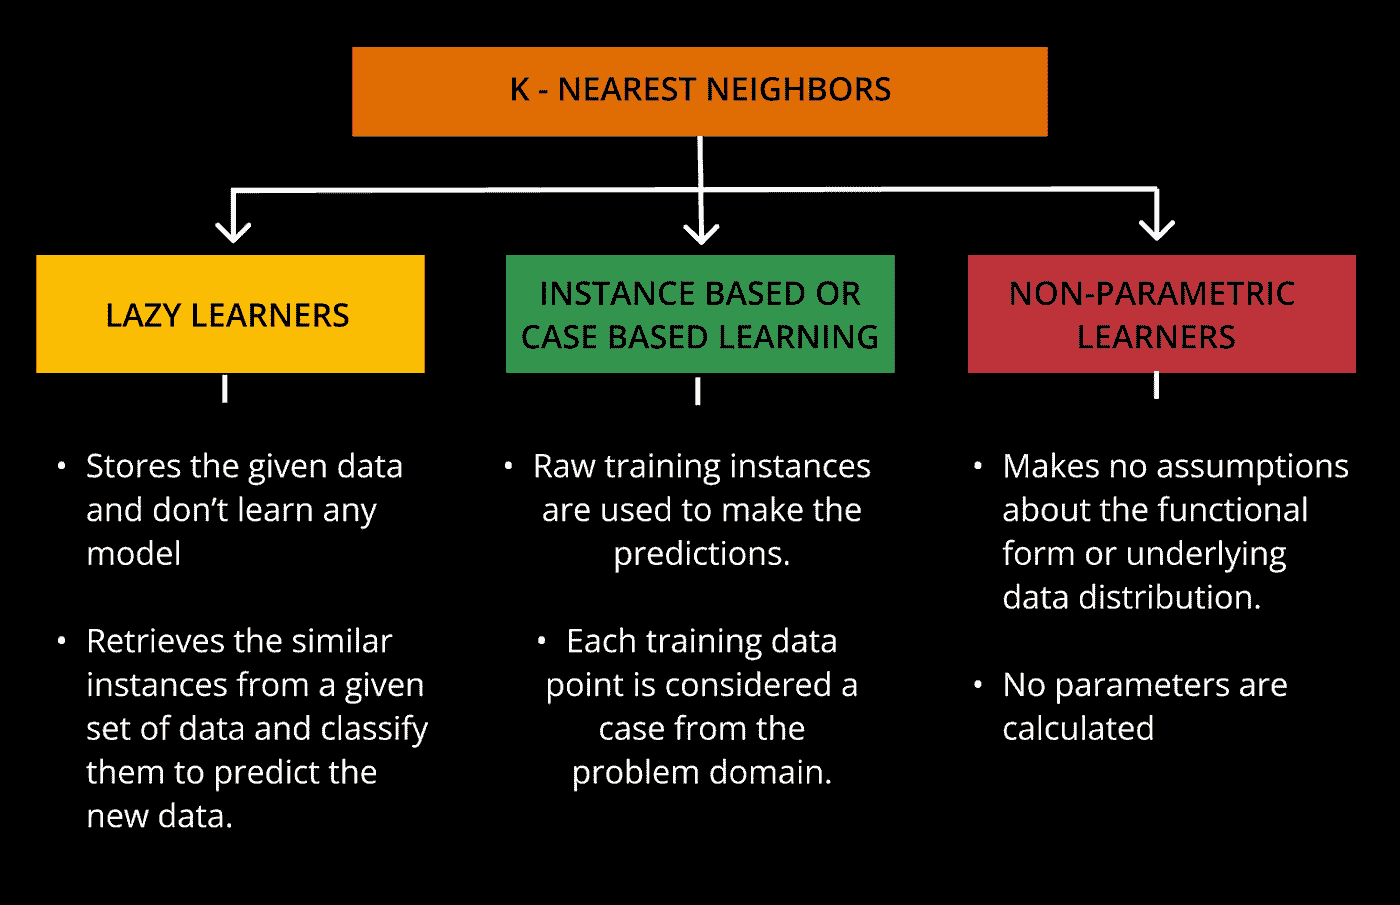 K - NEAREST NEIGHBORS
LAZY LEARNERS
• Stores the given data
and don’t learn any
model
• Retrieves the similar
instances from a given
set of data and classify
them to predict the
new data.
INSTANCE BASED OR
CASE BASED LEARNING
• Raw training instances
are used to make the
predictions.
• Each training data
point is considered a
case from the
problem domain.
NON-PARAMETRIC
LEARNERS
• Makes no assumptions
about the functional
form or underlying
data distribution.
• No parameters are
calculated